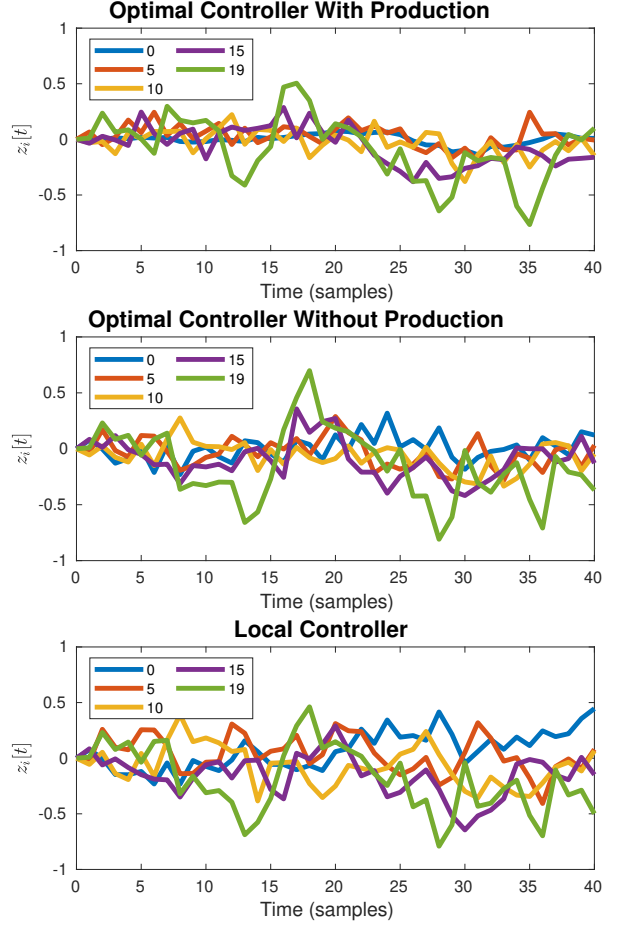 Optimal Controller With Production
1
0.5
0
-0.5
-1
z_i[t]
0 15
5 19
10
0 5 10 15 20 25 30 35 40
Time (samples)
Optimal Controller Without Production
1
0.5
0
-0.5
-1
z_i[t]
0 15
5 19
10
0 5 10 15 20 25 30 35 40
Time (samples)
Local Controller
1
0.5
0
-0.5
-1
z_i[t]
0 15
5 19
10
0 5 10 15 20 25 30 35 40
Time (samples)